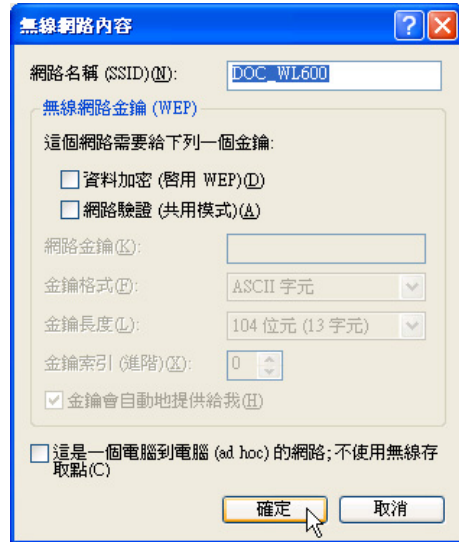 無線網路內容
網路名稱 (SSID)(N):
DOC_WL600
無線網路金鑰 (WEP)
這個網路需要給下列一個金鑰:
資料加密 (啓用 WEP)(D)
網路驗證 (共用模式)(A)
網路金鑰(K):
金鑰格式(F):
ASCII 字元
金鑰長度(L):
104 位元 (13 字元)
金鑰索引 (進階)(X):
0
金鑰會自動地提供給我(H)
這是一個電腦到電腦 (ad hoc) 的網路;不使用無線存
取點(C)
確定
取消